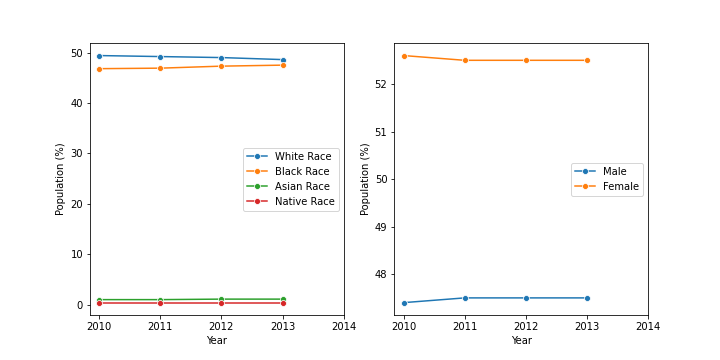 50
40
30
20
10
0
Population (%)
2010 2011 2012 2013 2014
Year
White Race
Black Race
Asian Race
Native Race
52
51
50
49
48
Population (%)
2010 2011 2012 2013 2014
Year
Male
Female